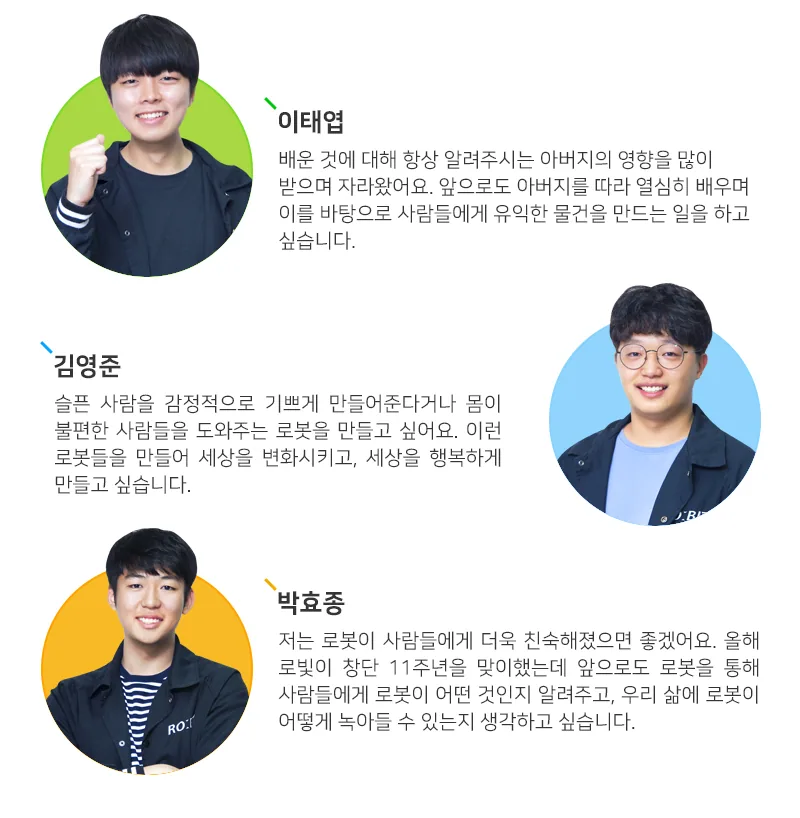 이태엽
배운 것에 대해 항상 알려주시는 아버지의 영향을 많이
받으며 자라왔어요. 앞으로도 아버지를 따라 열심히 배우며
이를 바탕으로 사람들에게 유익한 물건을 만드는 일을 하고
싶습니다.
김영준
슬픈 사람을 감정적으로 기쁘게 만들어준다거나 몸이
불편한 사람들을 도와주는 로봇을 만들고 싶어요. 이런
로봇들을 만들어 세상을 변화시키고, 세상을 행복하게
만들고 싶습니다.
박효종
저는 로봇이 사람들에게 더욱 친숙해졌으면 좋겠어요. 올해
로빛이 창단 11주년을 맞이했는데 앞으로도 로봇을 통해
사람들에게 로봇이 어떤 것인지 알려주고, 우리 삶에 로봇이
어떻게 녹아들 수 있는지 생각하고 싶습니다.